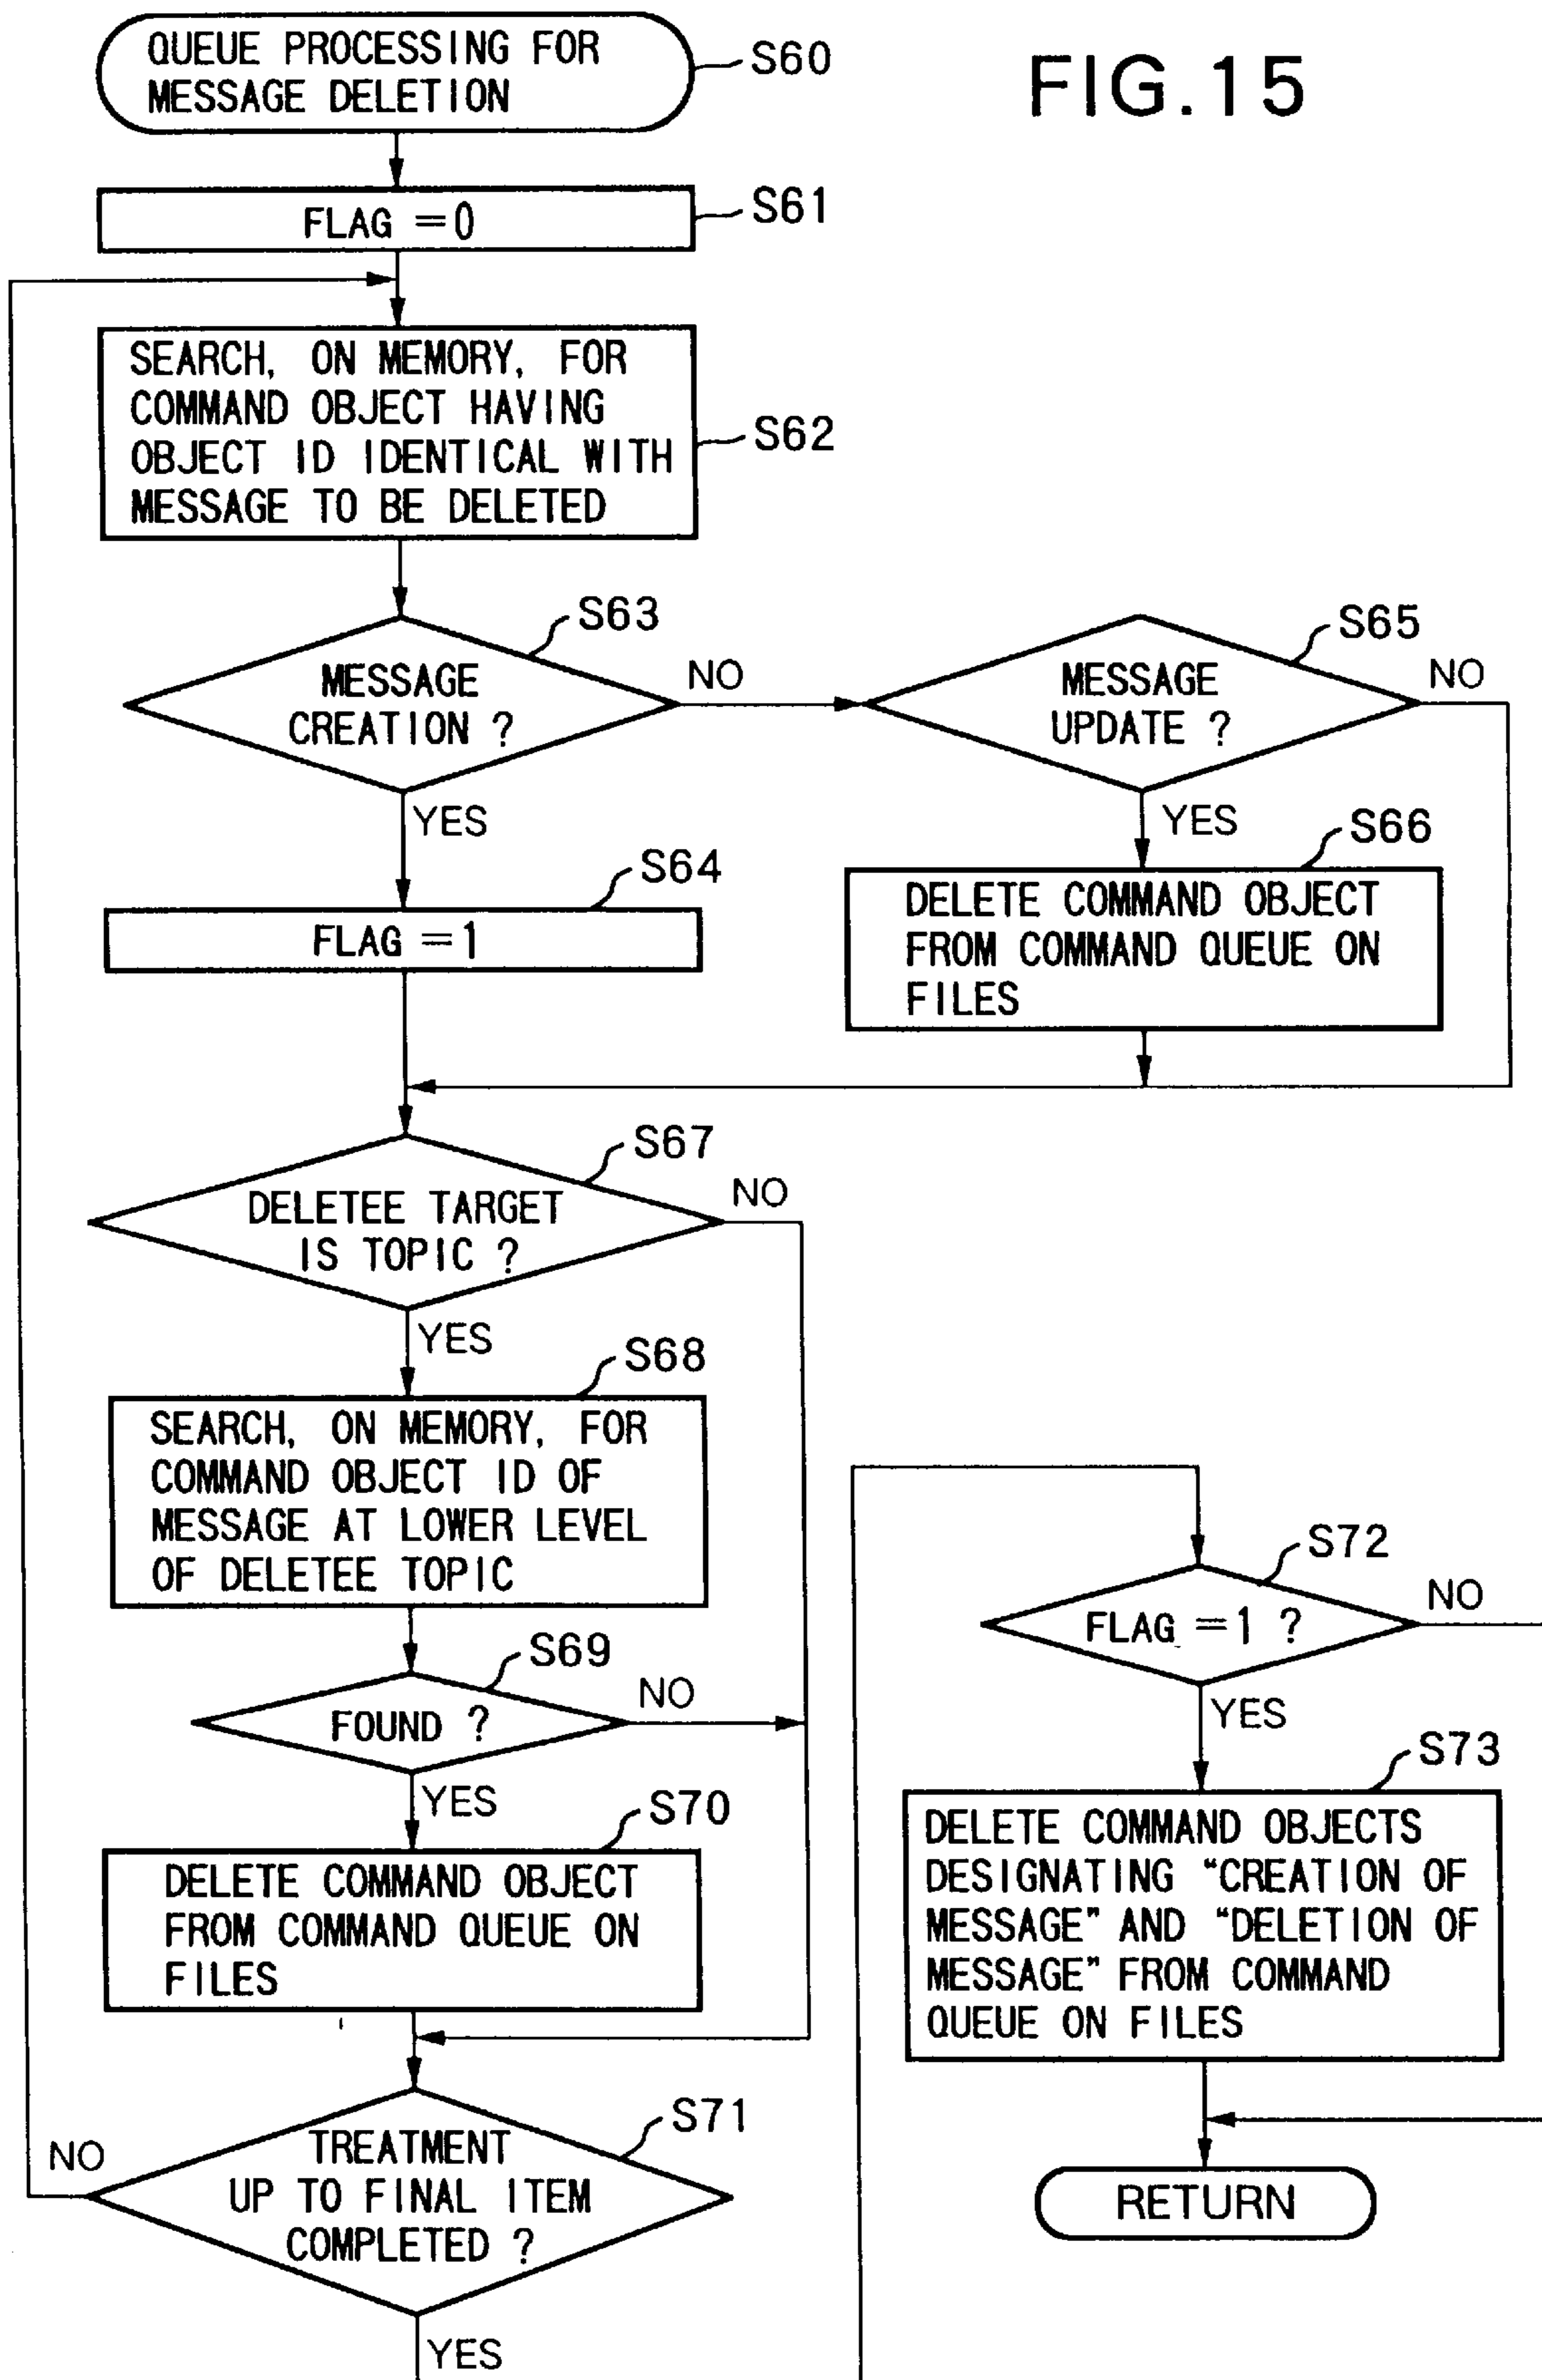 FIG.15
QUEUE PROCESSING FOR
MESSAGE DELETION
S60
FLAG =0
S61
SEARCH, ON MEMORY, FOR
COMMAND OBJECT HAVING
OBJECT ID IDENTICAL WITH
MESSAGE TO BE DELETED
S62
S63
MESSAGE
CREATION ?
NO
YES
S65
MESSAGE
UPDATE ?
NO
YES
S64
FLAG =1
S66
DELETE COMMAND OBJECT
FROM COMMAND QUEUE ON
FILES
S67
DELETEE TARGET
IS TOPIC ?
NO
YES
S68
SEARCH, ON MEMORY, FOR
COMMAND OBJECT ID OF
MESSAGE AT LOWER LEVEL
OF DELETEE TOPIC
S69
FOUND ?
NO
YES
S70
DELETE COMMAND OBJECT
FROM COMMAND QUEUE ON
FILES
S71
TREATMENT
UP TO FINAL ITEM
COMPLETED ?
NO
YES
S72
FLAG =1 ?
NO
YES
S73
DELETE COMMAND OBJECTS
DESIGNATING “CREATION OF
MESSAGE” AND “DELETION OF
MESSAGE” FROM COMMAND
QUEUE ON FILES
RETURN